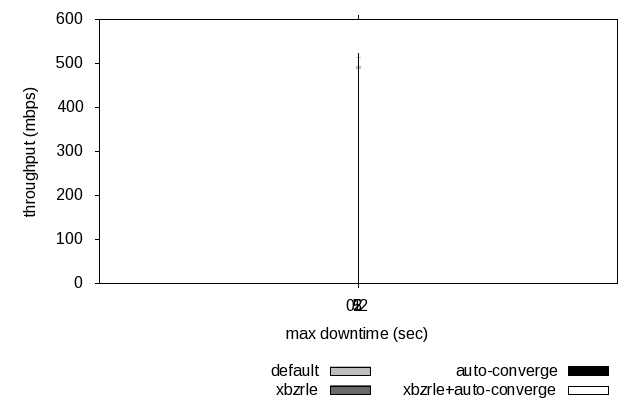 600
500
400
300
200
100
0
throughput (mbps)
max downtime (sec)
default
auto-converge
xbzrle
xbzrle+auto-converge